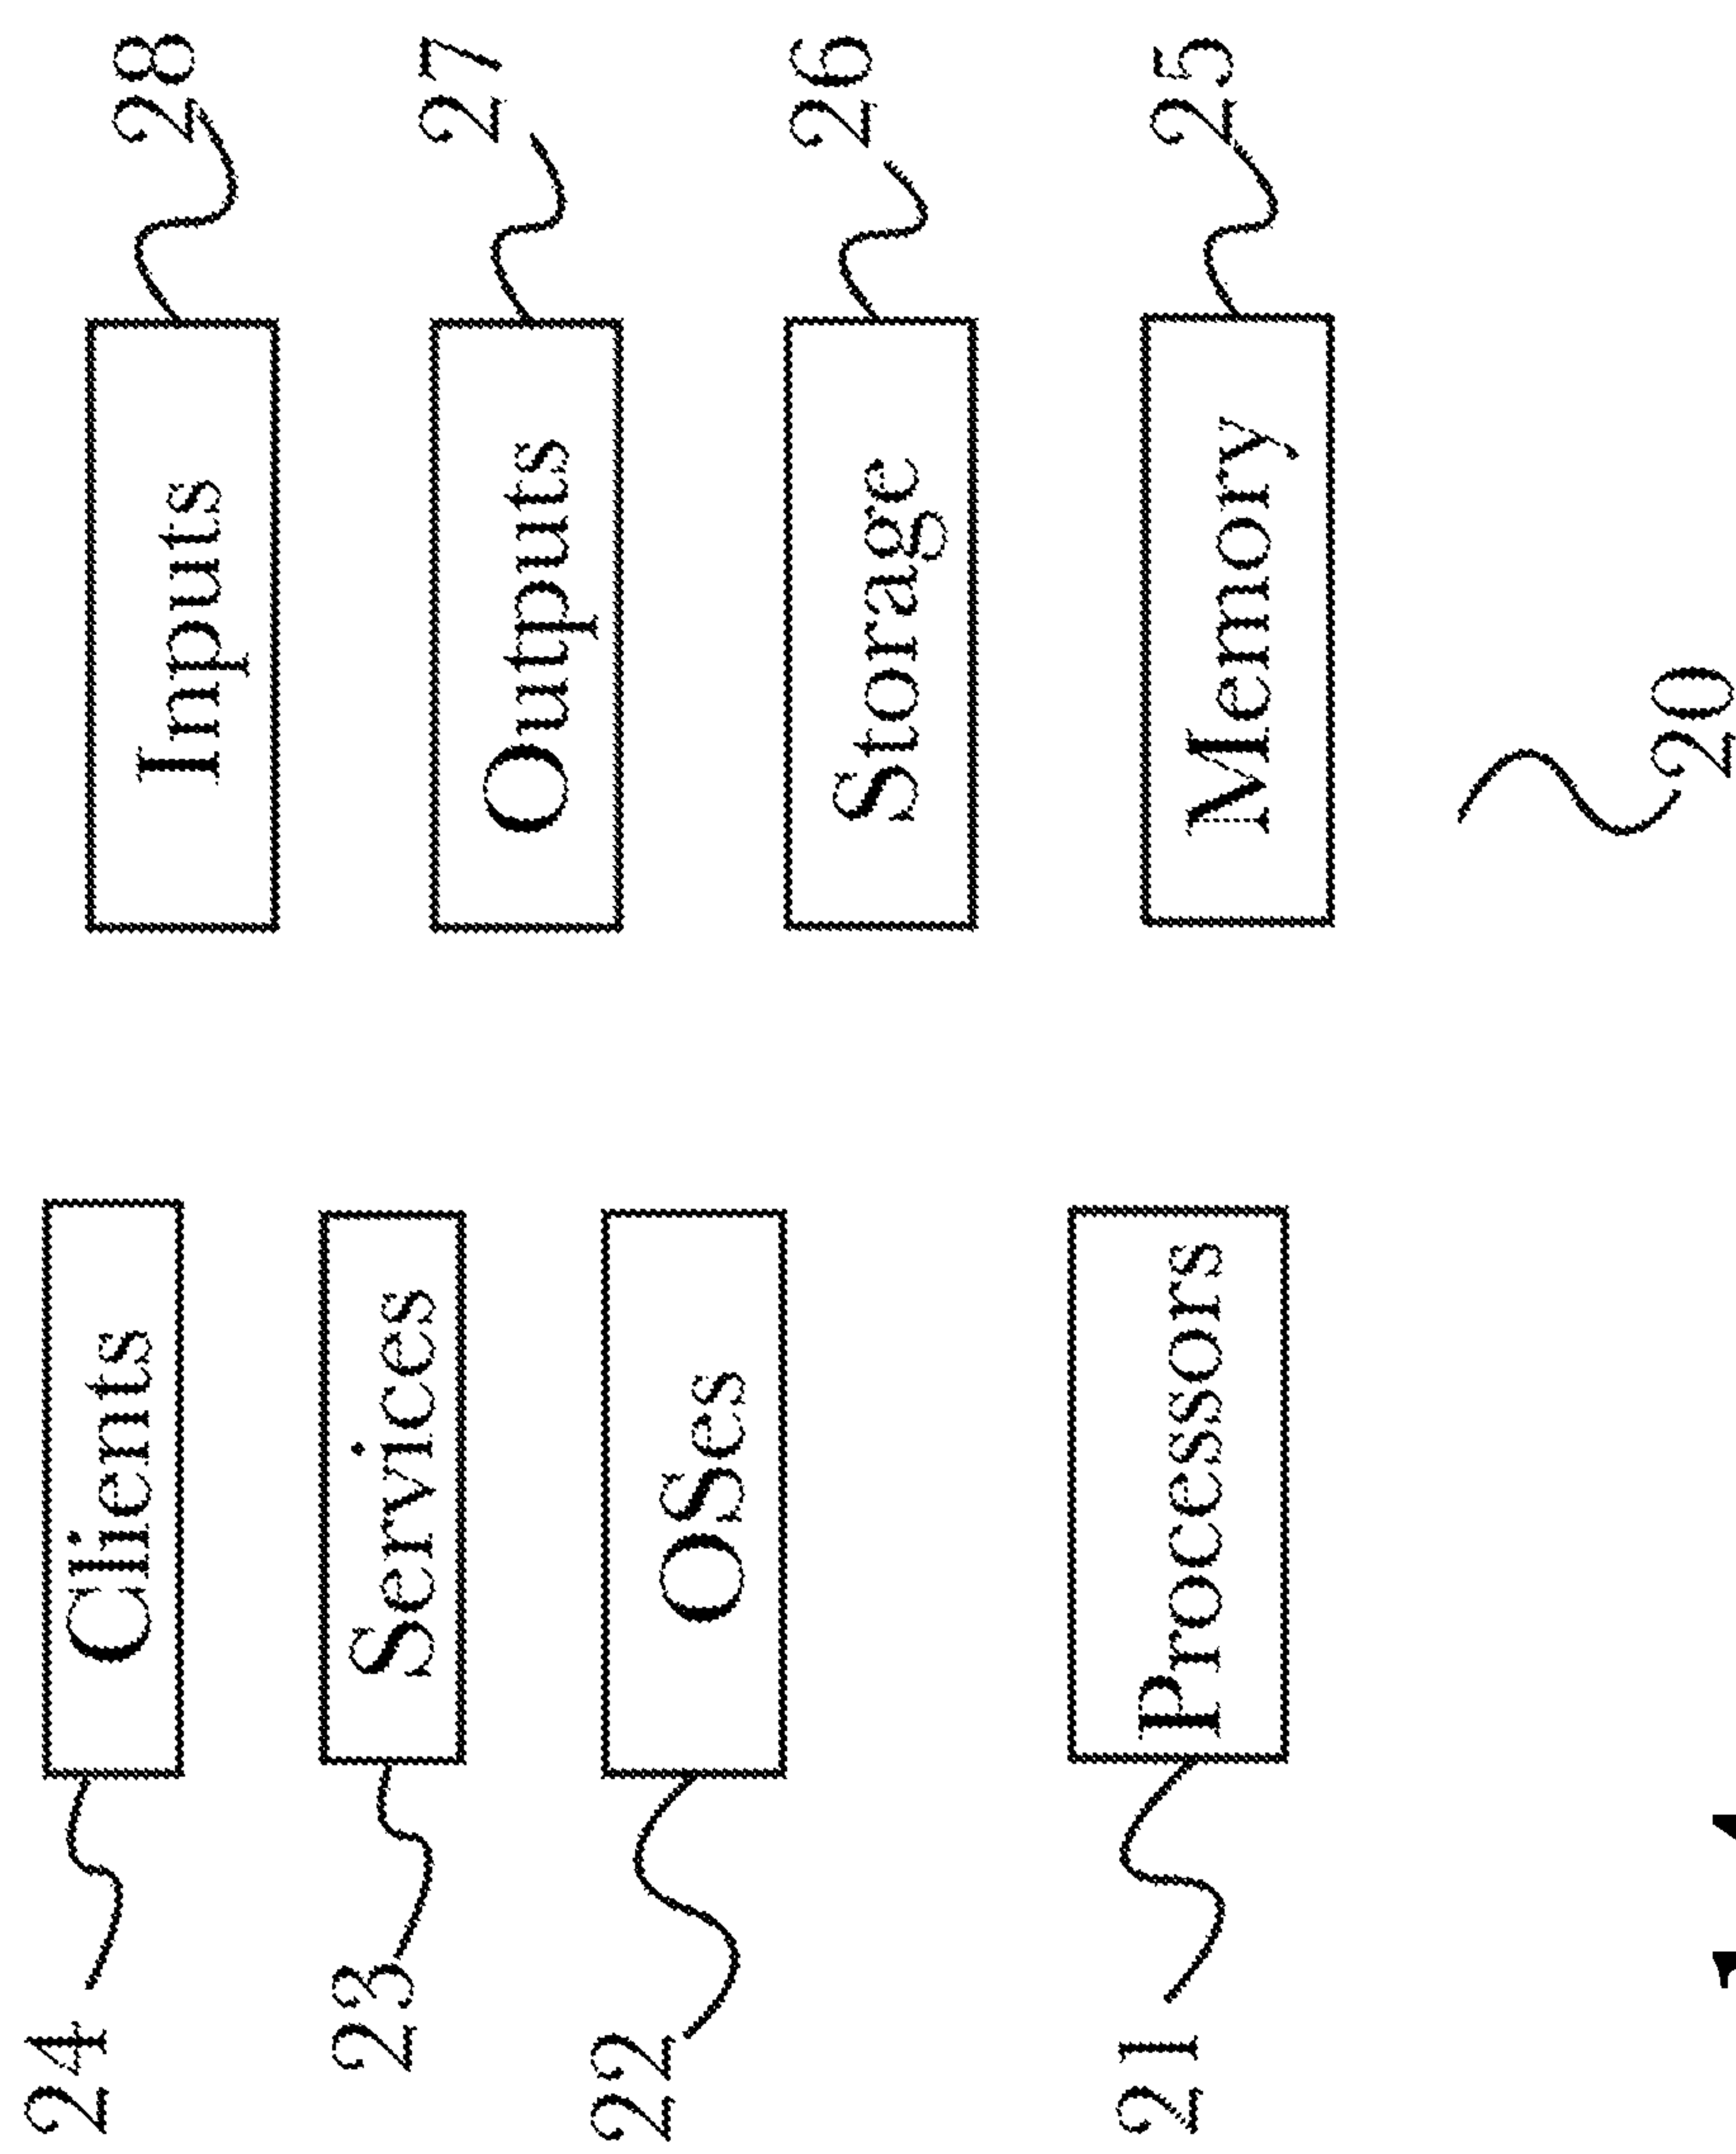 24 Clients Inputs 28
23 Services Outputs 27
22 OSes Storage 26
21 Processors Memory 25
20